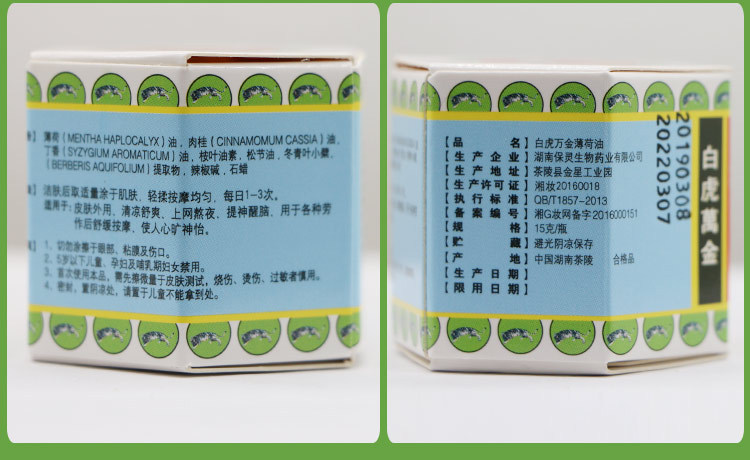 】 薄荷（MENTHA HAPLOCALYX）油，肉桂（CINNAMOMUM CASSIA）油，
丁香（SYZYGIUM AROMATICUM）油，桉叶油素，松节油，冬青叶小檗，
（BERBERIS AQUIFOLIUM）提取物，辣椒碱，石蜡
】 洁肤后取适量涂于肌肤，轻揉按摩均匀，每日1-3次。
适用于：皮肤外用，清凉舒爽，上网熬夜，提神醒脑，用于各种劳
作后舒缓按摩，使人心旷神怡。
】 1、切勿涂擦于眼部、粘膜及伤口。
2、5岁以下儿童、孕妇及哺乳期妇女禁用。
3、首次使用本品，需先擦微量于皮肤测试，烧伤、烫伤、过敏者慎用。
4、密封，置阴凉处，请置于儿童不能拿到处。
【品 名】白虎万金薄荷油
【生产企业】湖南保灵生物药业有限公司
【生产地址】茶陵县金星工业园
【生产许可证】湘妆20160018
【执行标准】QB/T1857-2013
【备案编号】湘G妆网备字2016000151
【规 格】15克/瓶
【贮 藏】避光阴凉保存
【产 地】中国湖南茶陵 合格品
【生产日期】
【限用日期】
20190308
20220307
白虎萬金